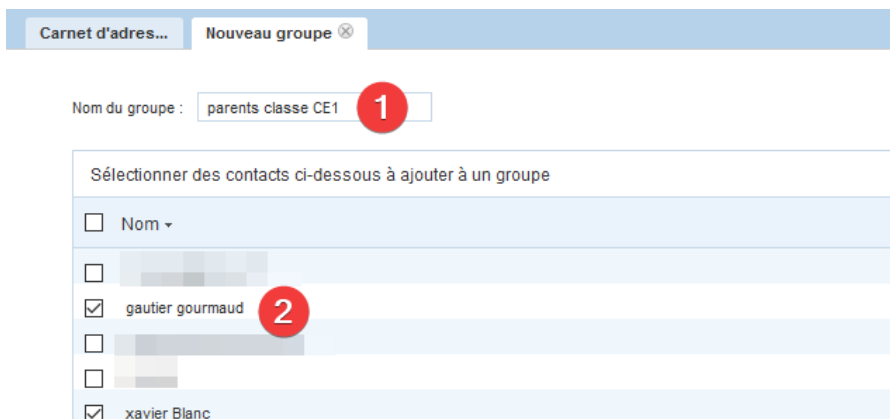 Carnet d'adres... Nouveau groupe
Nom du groupe : parents classe CE1 1
Sélectionner des contacts ci-dessous à ajouter à un groupe
Nom
gautier gourmaud 2
xavier Blanc